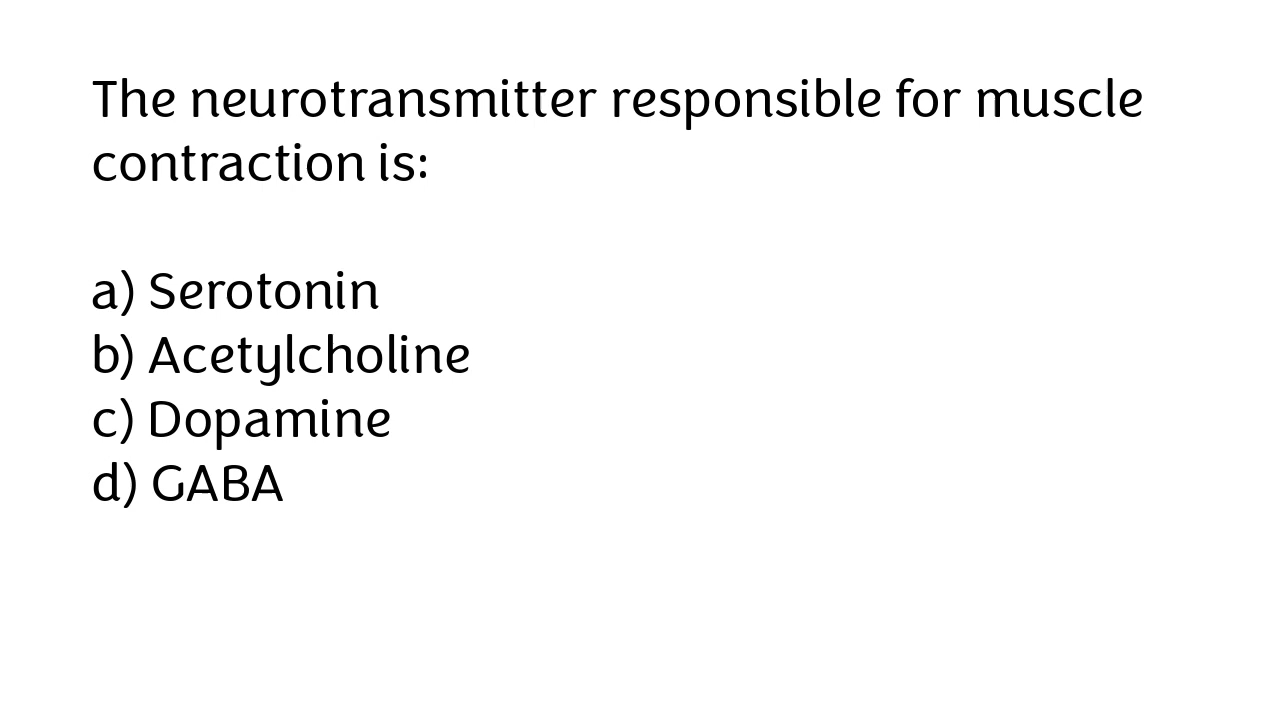 The neurotransmitter responsible for muscle
contraction is:
a) Serotonin
b) Acetylcholine
c) Dopamine
d) GABA